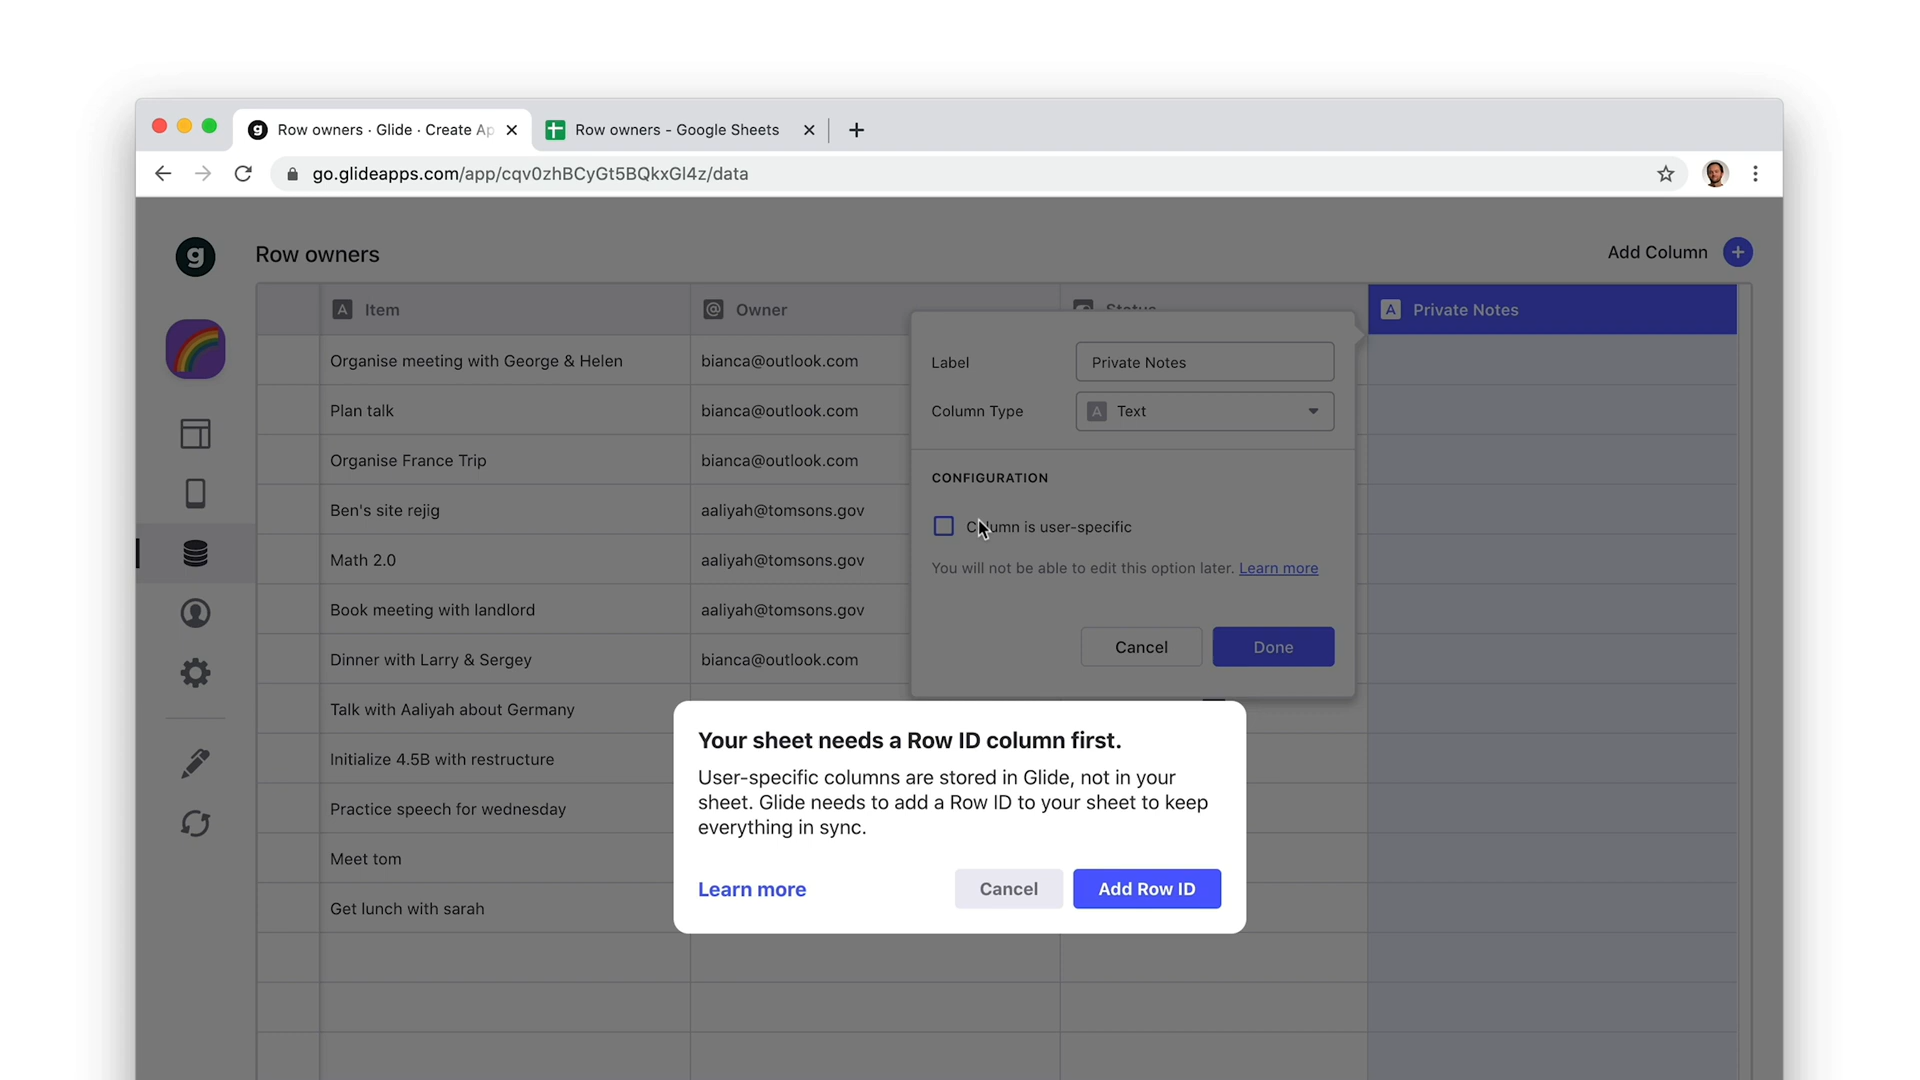 Row owners · Glide · Create Ap
Row owners - Google Sheets
go.glideapps.com/app/cqv0zhBCyGt5BQkxGl4z/data
g
Row owners
Add Column
A Item
@ Owner
Status
A Private Notes
Organise meeting with George & Helen bianca@outlook.com
Plan talk bianca@outlook.com
Organise France Trip bianca@outlook.com
Ben's site rejig aaliyah@tomsons.gov
Math 2.0 aaliyah@tomsons.gov
Book meeting with landlord aaliyah@tomsons.gov
Dinner with Larry & Sergey bianca@outlook.com
Talk with Aaliyah about Germany
Initialize 4.5B with restructure
Practice speech for wednesday
Meet tom
Get lunch with sarah
Label Private Notes
Column Type A Text
CONFIGURATION
Column is user-specific
You will not be able to edit this option later. Learn more
Cancel Done
Your sheet needs a Row ID column first.
User-specific columns are stored in Glide, not in your
sheet. Glide needs to add a Row ID to your sheet to keep
everything in sync.
Learn more Cancel Add Row ID